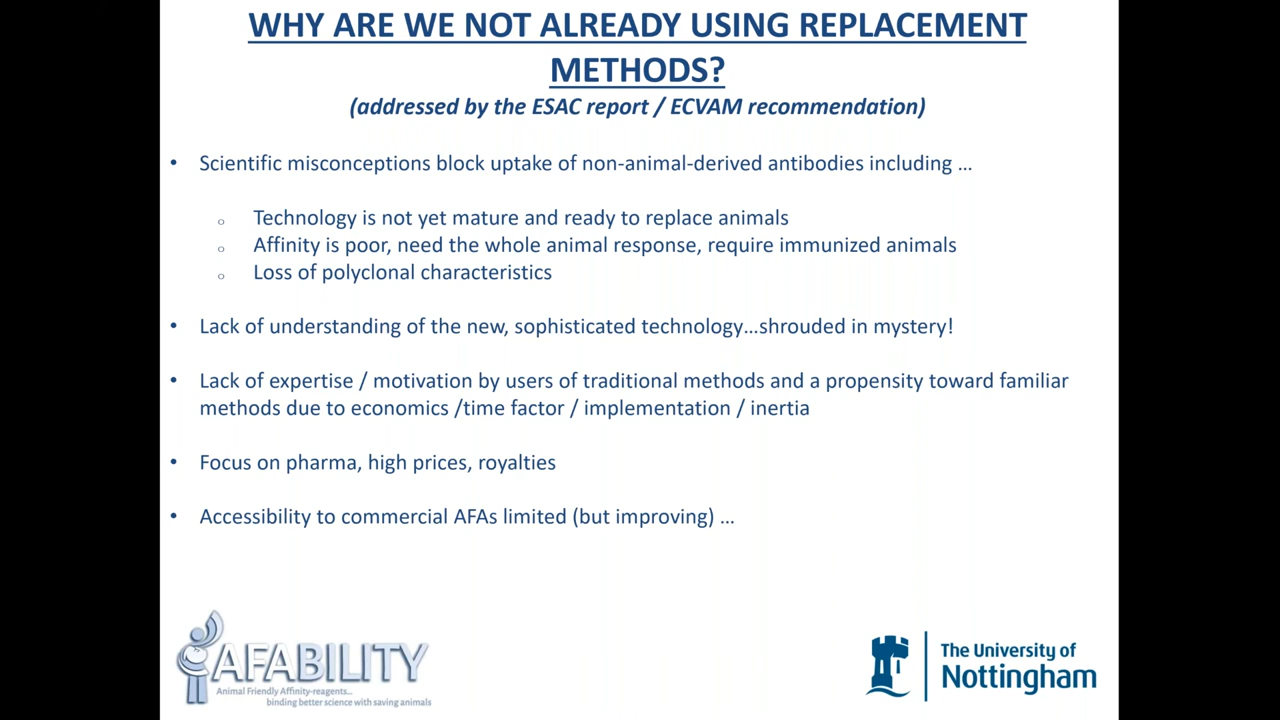 WHY ARE WE NOT ALREADY USING REPLACEMENT
METHODS?
(addressed by the ESAC report / ECVAM recommendation)
• Scientific misconceptions block uptake of non-animal-derived antibodies including …
o Technology is not yet mature and ready to replace animals
o Affinity is poor, need the whole animal response, require immunized animals
o Loss of polyclonal characteristics
• Lack of understanding of the new, sophisticated technology…shrouded in mystery!
• Lack of expertise / motivation by users of traditional methods and a propensity toward familiar
methods due to economics /time factor / implementation / inertia
• Focus on pharma, high prices, royalties
• Accessibility to commercial AFAs limited (but improving) …
AFABILITY
Animal Friendly Affinity-reagents...
binding better science with saving animals
The University of
Nottingham